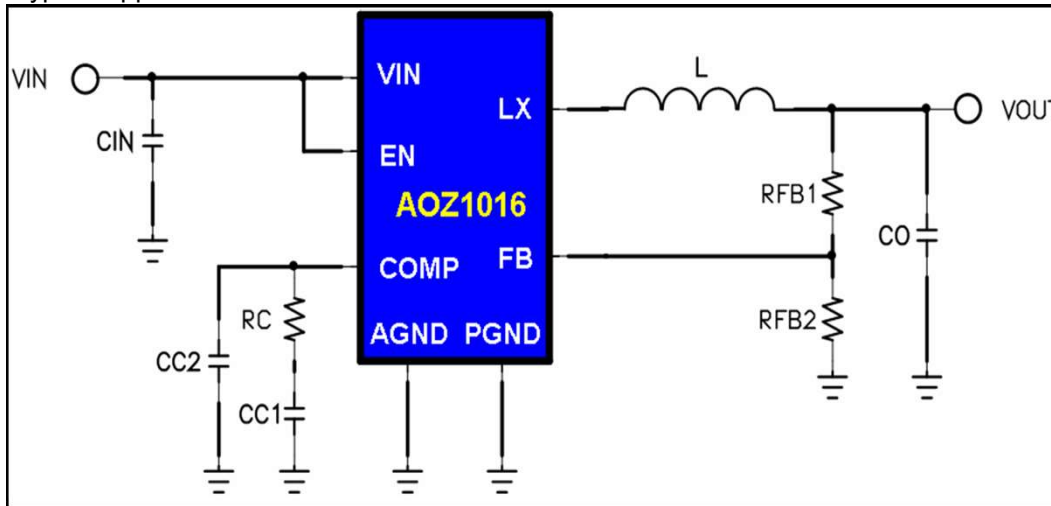 VIN
CIN
VIN
EN
AOZ1016
COMP
AGND PGND
LX
FB
L
VOUT
RFB1
CO
RFB2
RC
CC2
CC1